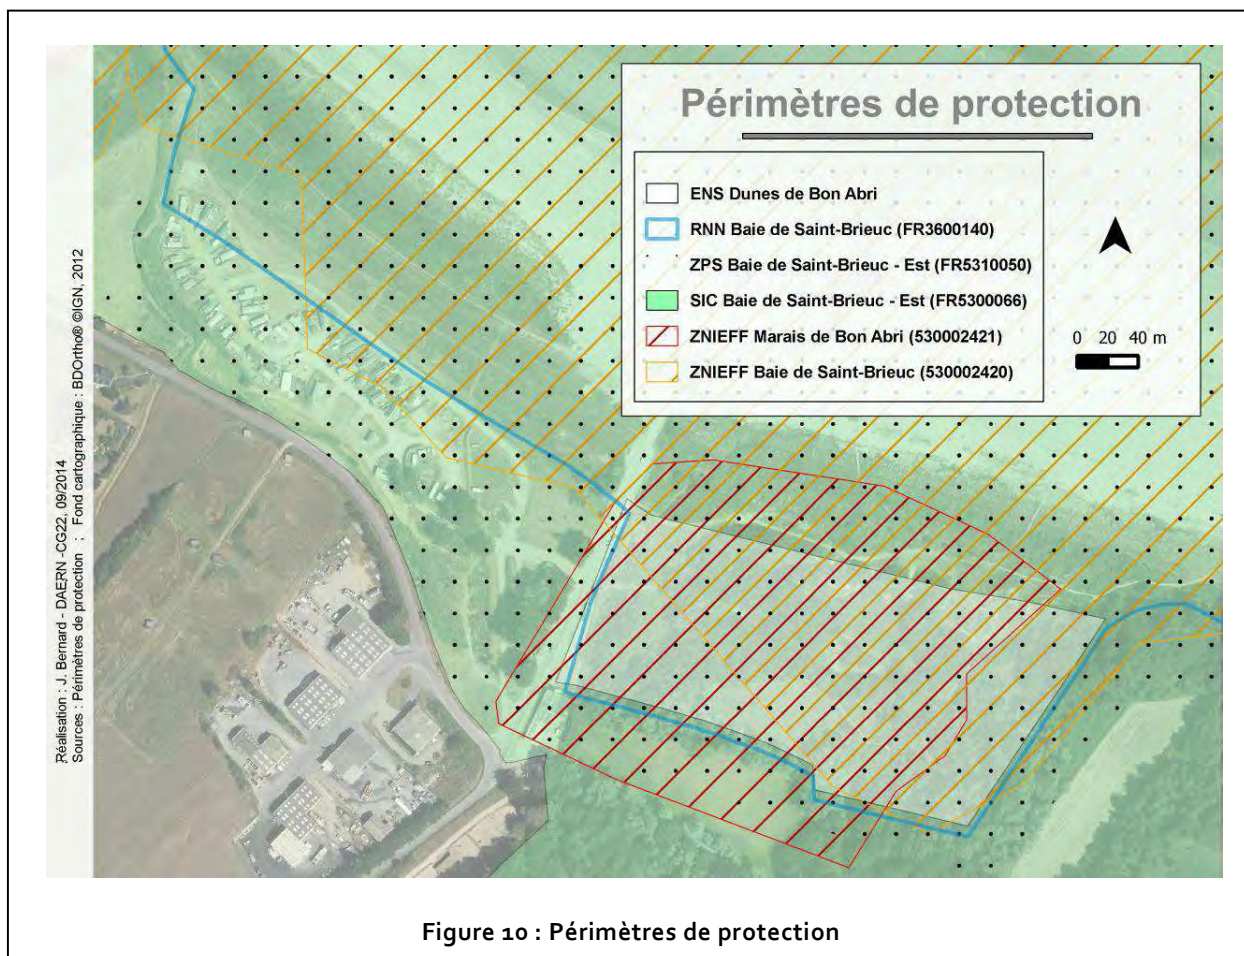 Périmètres de protection
ENS Dunes de Bon Abri
RNN Baie de Saint-Brieuc (FR3600140)
ZPS Baie de Saint-Brieuc - Est (FR5310050)
SIC Baie de Saint-Brieuc - Est (FR5300066)
ZNIEFF Marais de Bon Abri (530002421)
ZNIEFF Baie de Saint-Brieuc (530002420)
0 20 40 m
Réalisation : J. Bernard - DAERN -CG22, 09/2014
Sources : Périmètres de protection ; Fond cartographique : BDOrtho® ©IGN, 2012
Figure 10 : Périmètres de protection